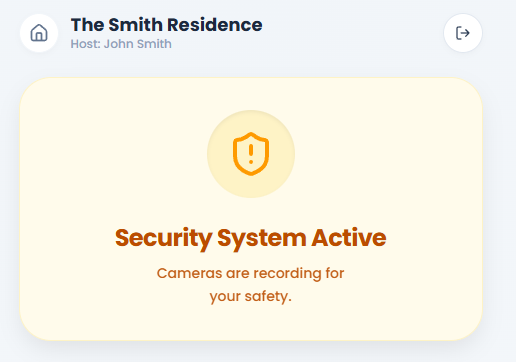 The Smith Residence
Host: John Smith
Security System Active
Cameras are recording for
your safety.